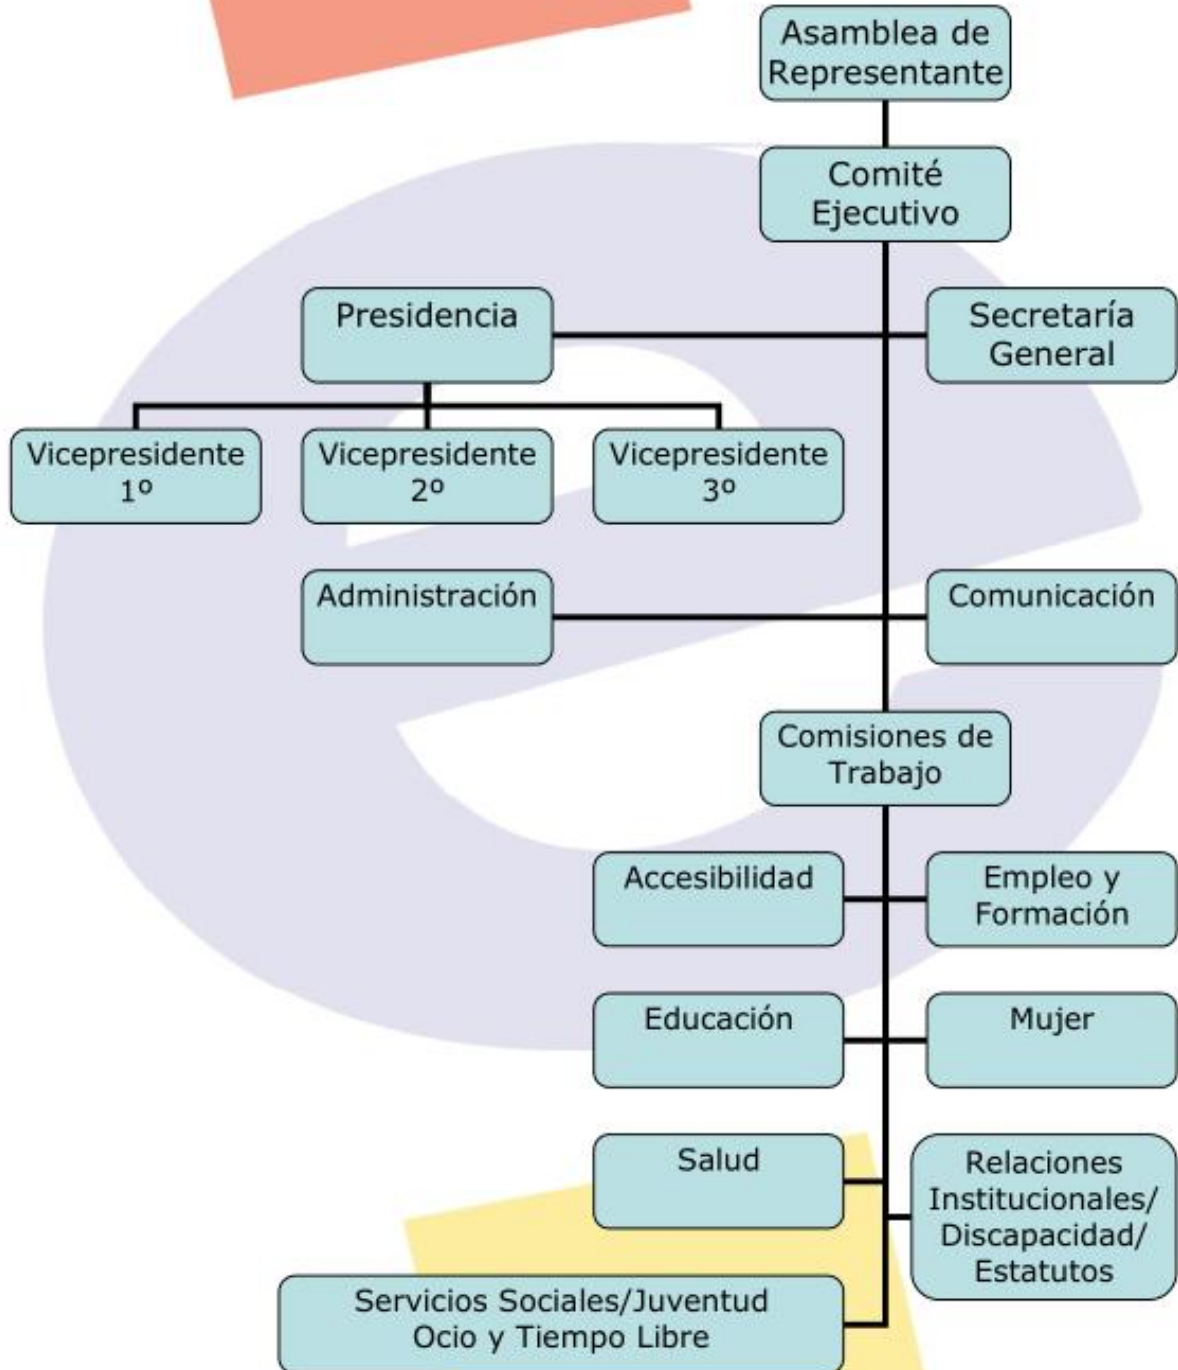 Asamblea de
Representante
Comité
Ejecutivo
Presidencia
Secretaría
General
Vicepresidente
1º
Vicepresidente
2º
Vicepresidente
3º
Administración
Comunicación
Comisiones de
Trabajo
Accesibilidad
Empleo y
Formación
Educación
Mujer
Salud
Relaciones
Institucionales/
Discapacidad/
Estatutos
Servicios Sociales/Juventud
Ocio y Tiempo Libre